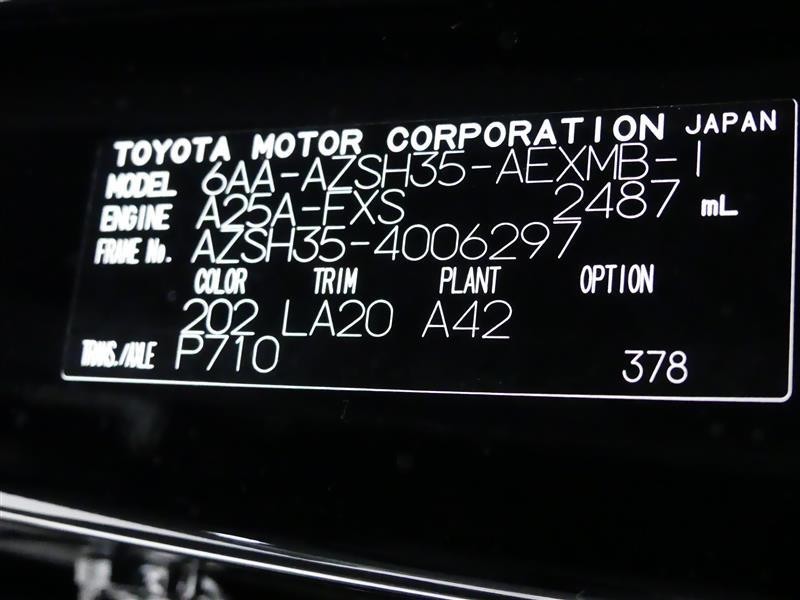 TOYOTA MOTOR CORPORATION JAPAN
MODEL 6AA-AZSH35-AEXMB-1
ENGINE A25A-FXS 2487 mL
FRAME No. AZSH35-4006297
COLOR TRIM PLANT OPTION
202 LA20 A42
TRANS./AXLE P710 378